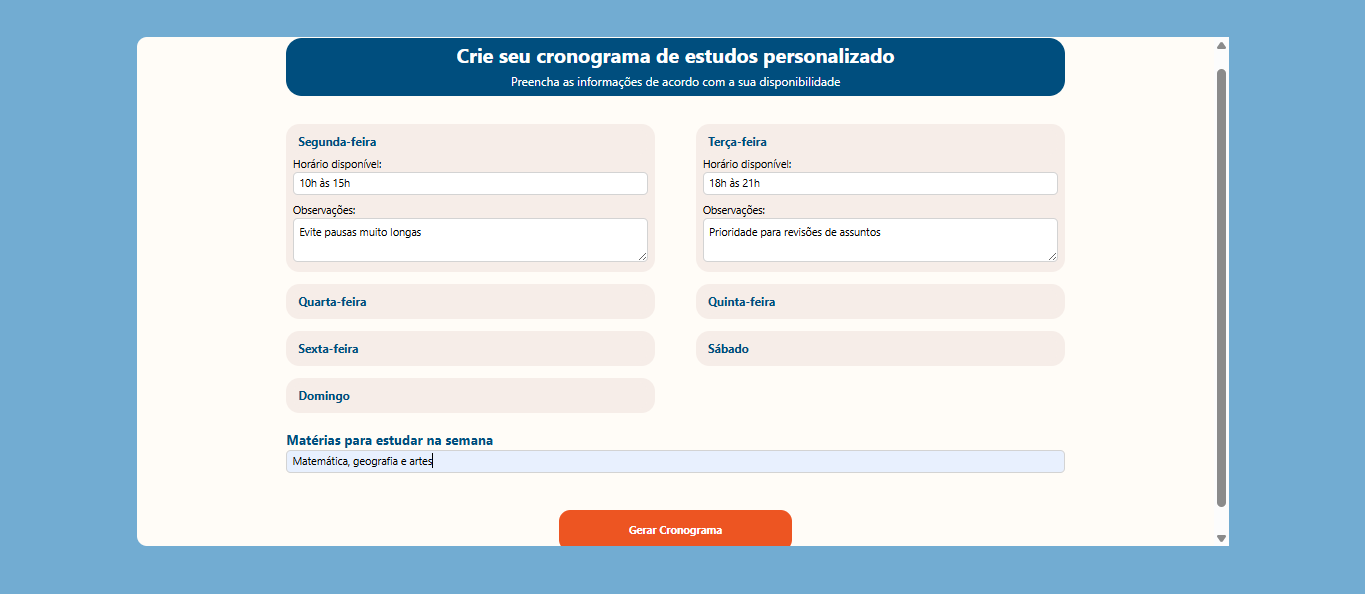 Crie seu cronograma de estudos personalizado
Preencha as informações de acordo com a sua disponibilidade
Segunda-feira
Horário disponível:
10h às 15h
Observações:
Evite pausas muito longas
Terça-feira
Horário disponível:
18h às 21h
Observações:
Prioridade para revisões de assuntos
Quarta-feira
Quinta-feira
Sexta-feira
Sábado
Domingo
Matérias para estudar na semana
Matemática, geografia e artes
Gerar Cronograma